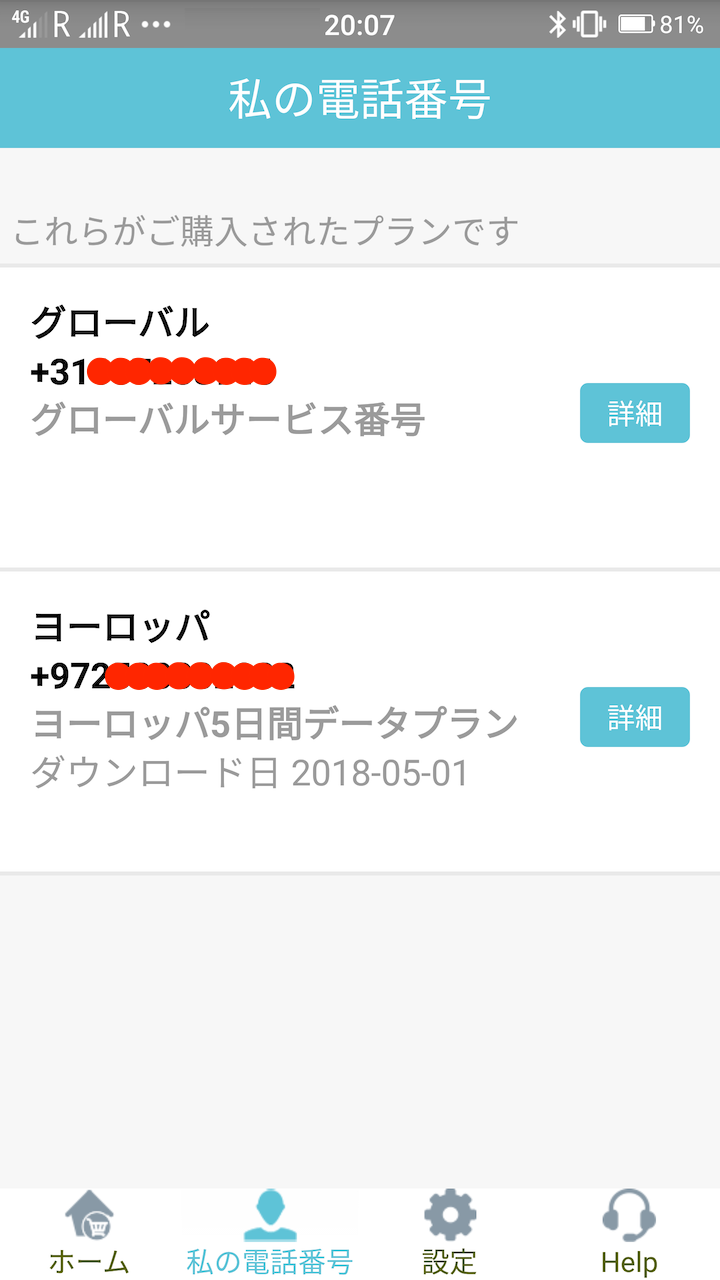 4G R R 20:07 81%
私の電話番号
これらがご購入されたプランです
グローバル
+31
グローバルサービス番号
詳細
ヨーロッパ
+972
ヨーロッパ5日間データプラン
詳細
ダウンロード日 2018-05-01
ホーム 私の電話番号 設定 Help